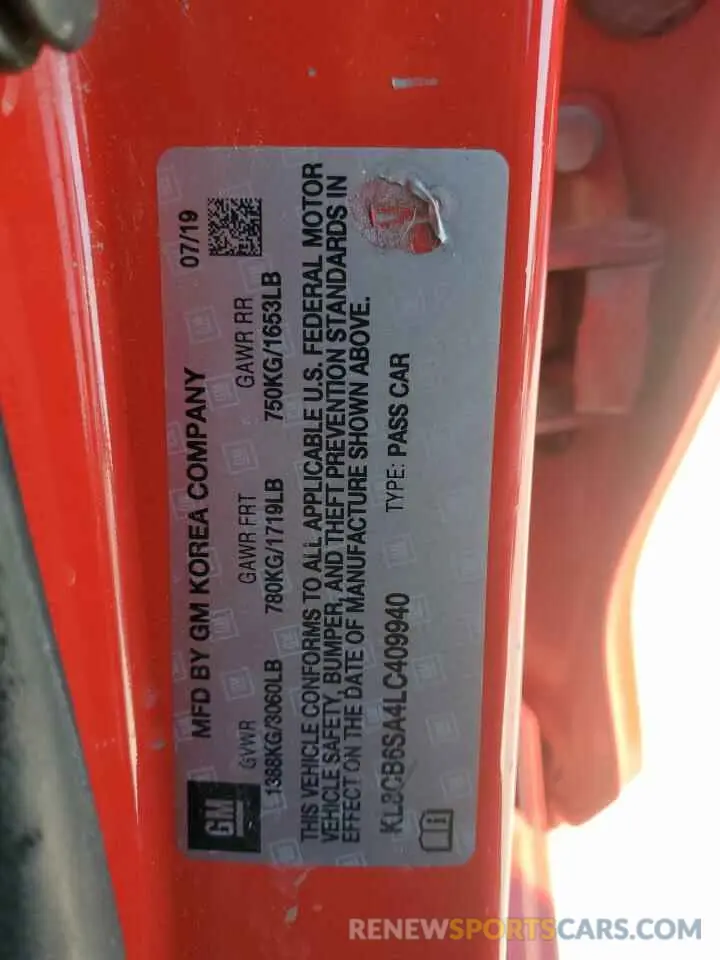 MFD BY GM KOREA COMPANY 07/19
GM
GVWR GAWR FRT GAWR RR
1388KG/3060LB 780KG/1719LB 750KG/1653LB
THIS VEHICLE CONFORMS TO ALL APPLICABLE U.S. FEDERAL MOTOR
VEHICLE SAFETY, BUMPER, AND THEFT PREVENTION STANDARDS IN
EFFECT ON THE DATE OF MANUFACTURE SHOWN ABOVE.
KL8CB6SA4LC409940 TYPE: PASS CAR
RENEWSPORTSCARS.COM